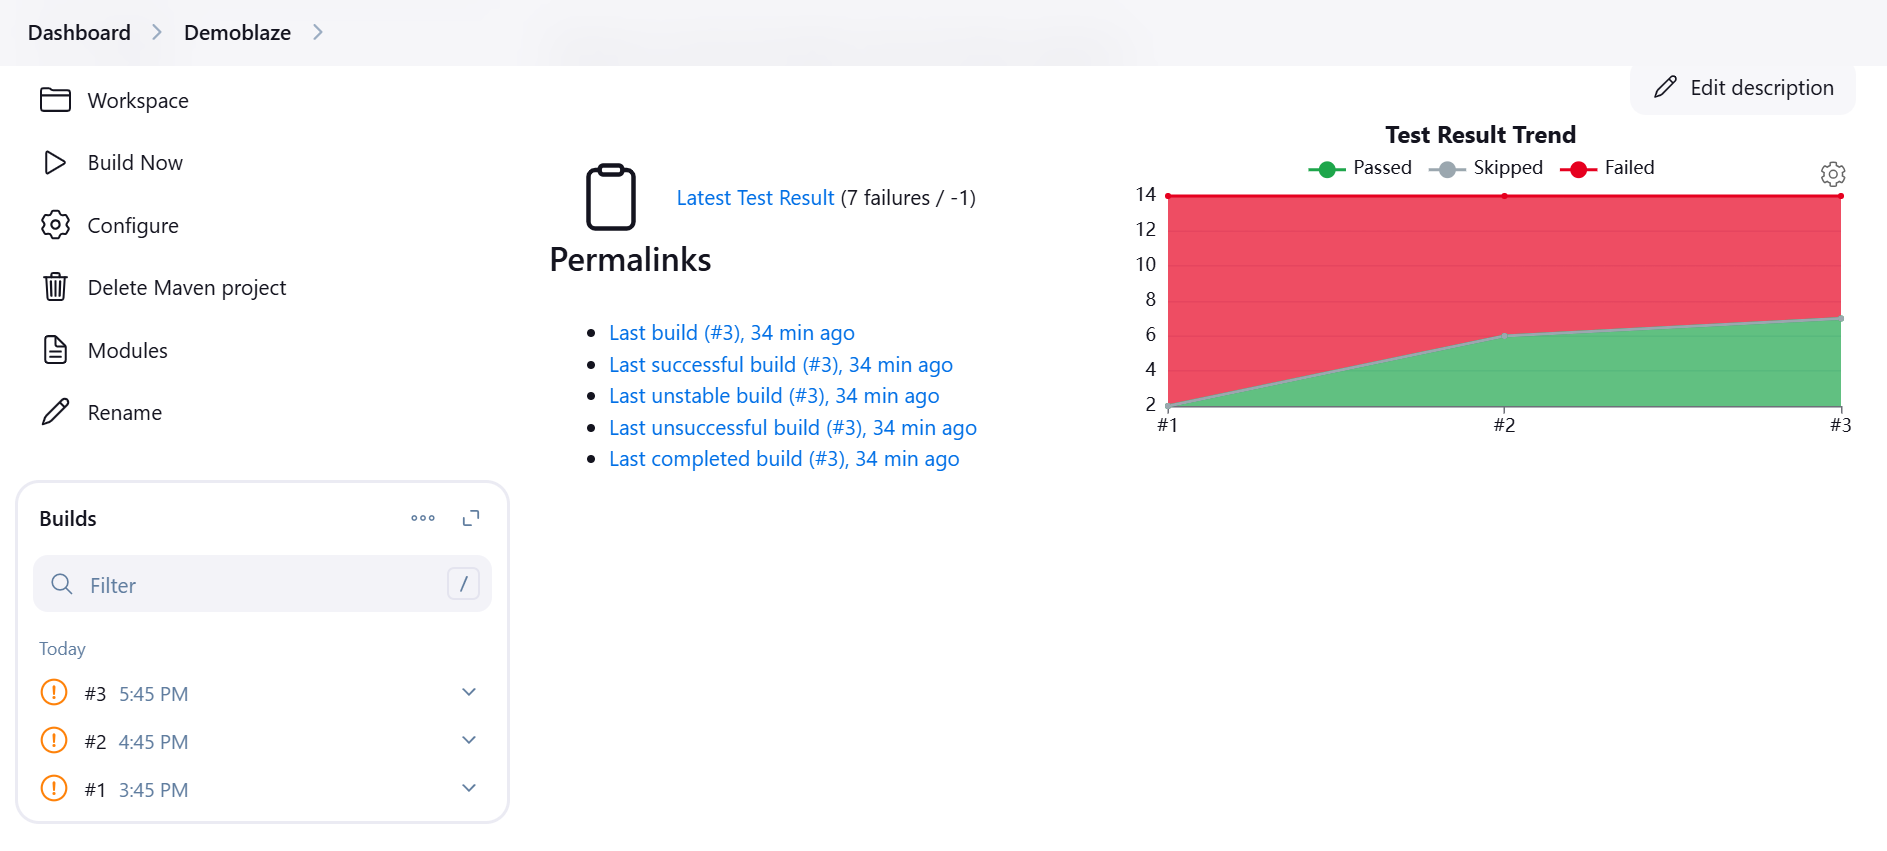 Dashboard > Demoblaze >
Workspace
Build Now
Configure
Delete Maven project
Modules
Rename
Builds
Filter /
Today
#3 5:45 PM
#2 4:45 PM
#1 3:45 PM
Latest Test Result (7 failures / -1)
Permalinks
Last build (#3), 34 min ago
Last successful build (#3), 34 min ago
Last unstable build (#3), 34 min ago
Last unsuccessful build (#3), 34 min ago
Last completed build (#3), 34 min ago
Edit description
Test Result Trend
Passed Skipped Failed
14
12
10
8
6
4
2
#1 #2 #3